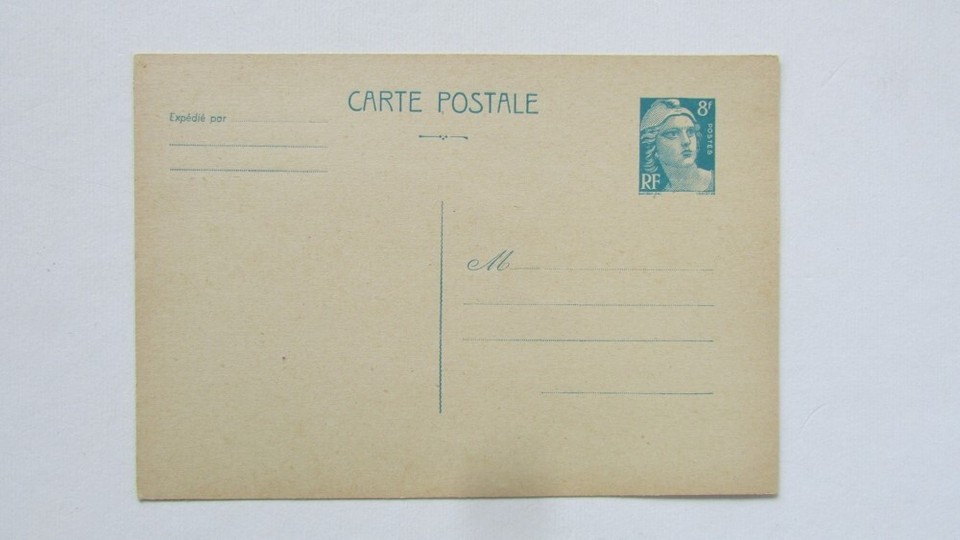 CARTE POSTALE
Expédié par
8F
POSTES
RF
M